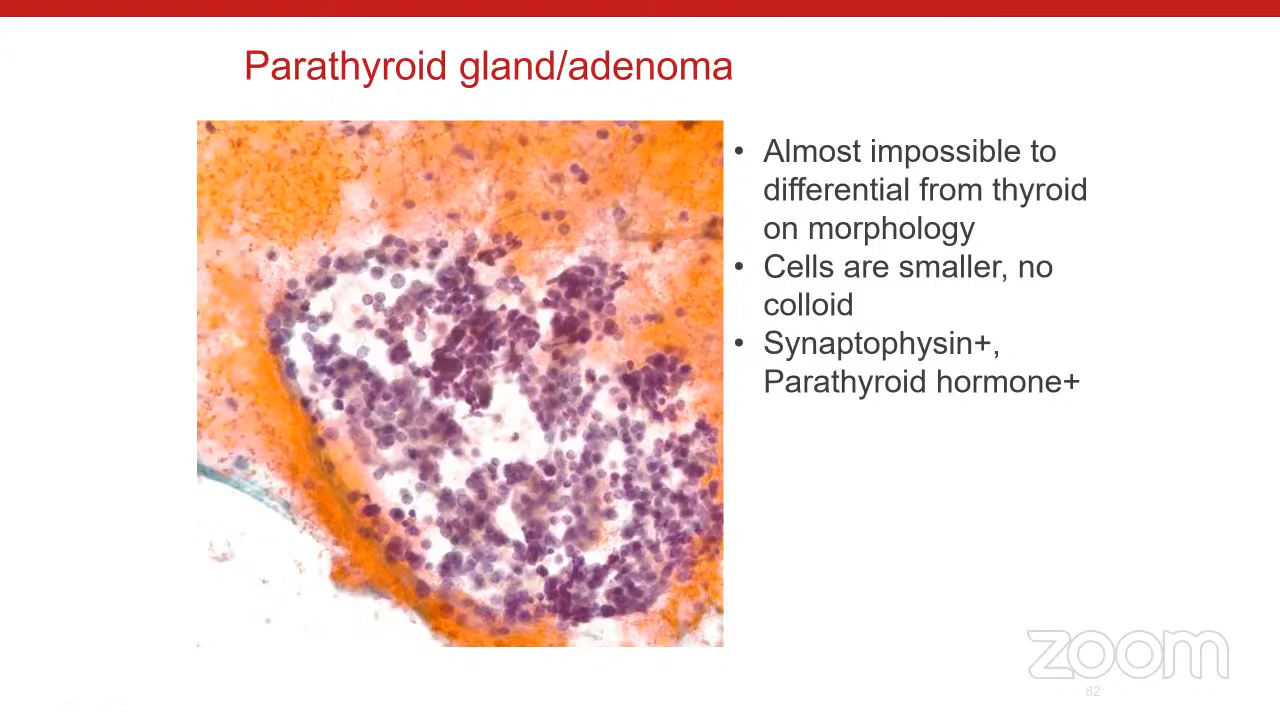 Parathyroid gland/adenoma
• Almost impossible to
differential from thyroid
on morphology
• Cells are smaller, no
colloid
• Synaptophysin+,
Parathyroid hormone+
zoom
82